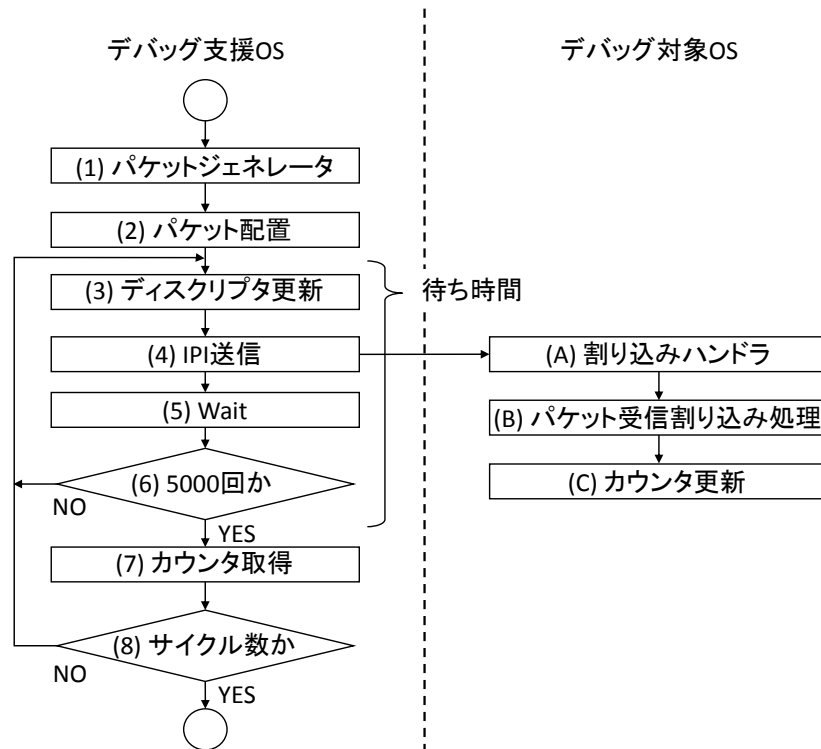 デバッグ支援OS
デバッグ対象OS
(1) パケットジェネレータ
(2) パケット配置
(3) ディスクリプタ更新
待ち時間
(4) IPI送信
(A) 割り込みハンドラ
(5) Wait
(B) パケット受信割り込み処理
(6) 5000回か
(C) カウンタ更新
NO
YES
(7) カウンタ取得
(8) サイクル数か
NO
YES